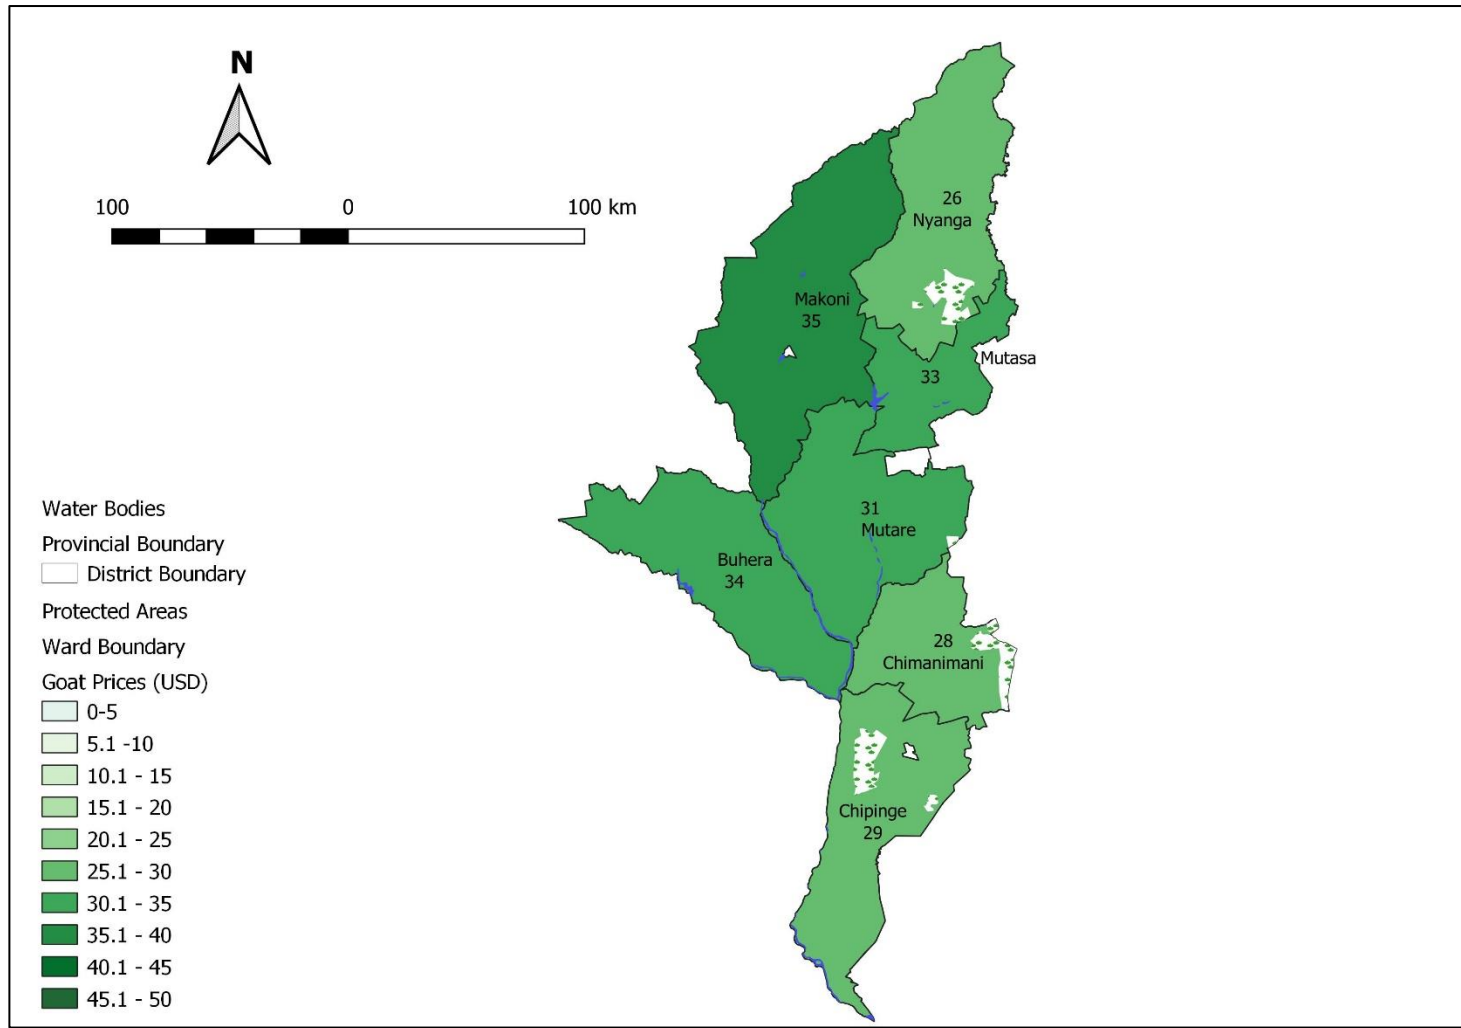 N
100 0 100 km
26
Nyanga
Makoni
35
Mutasa
33
31
Mutare
Buhera
34
28
Chimanimani
Chipinge
29
Water Bodies
Provincial Boundary
District Boundary
Protected Areas
Ward Boundary
Goat Prices (USD)
0-5
5.1 -10
10.1 - 15
15.1 - 20
20.1 - 25
25.1 - 30
30.1 - 35
35.1 - 40
40.1 - 45
45.1 - 50